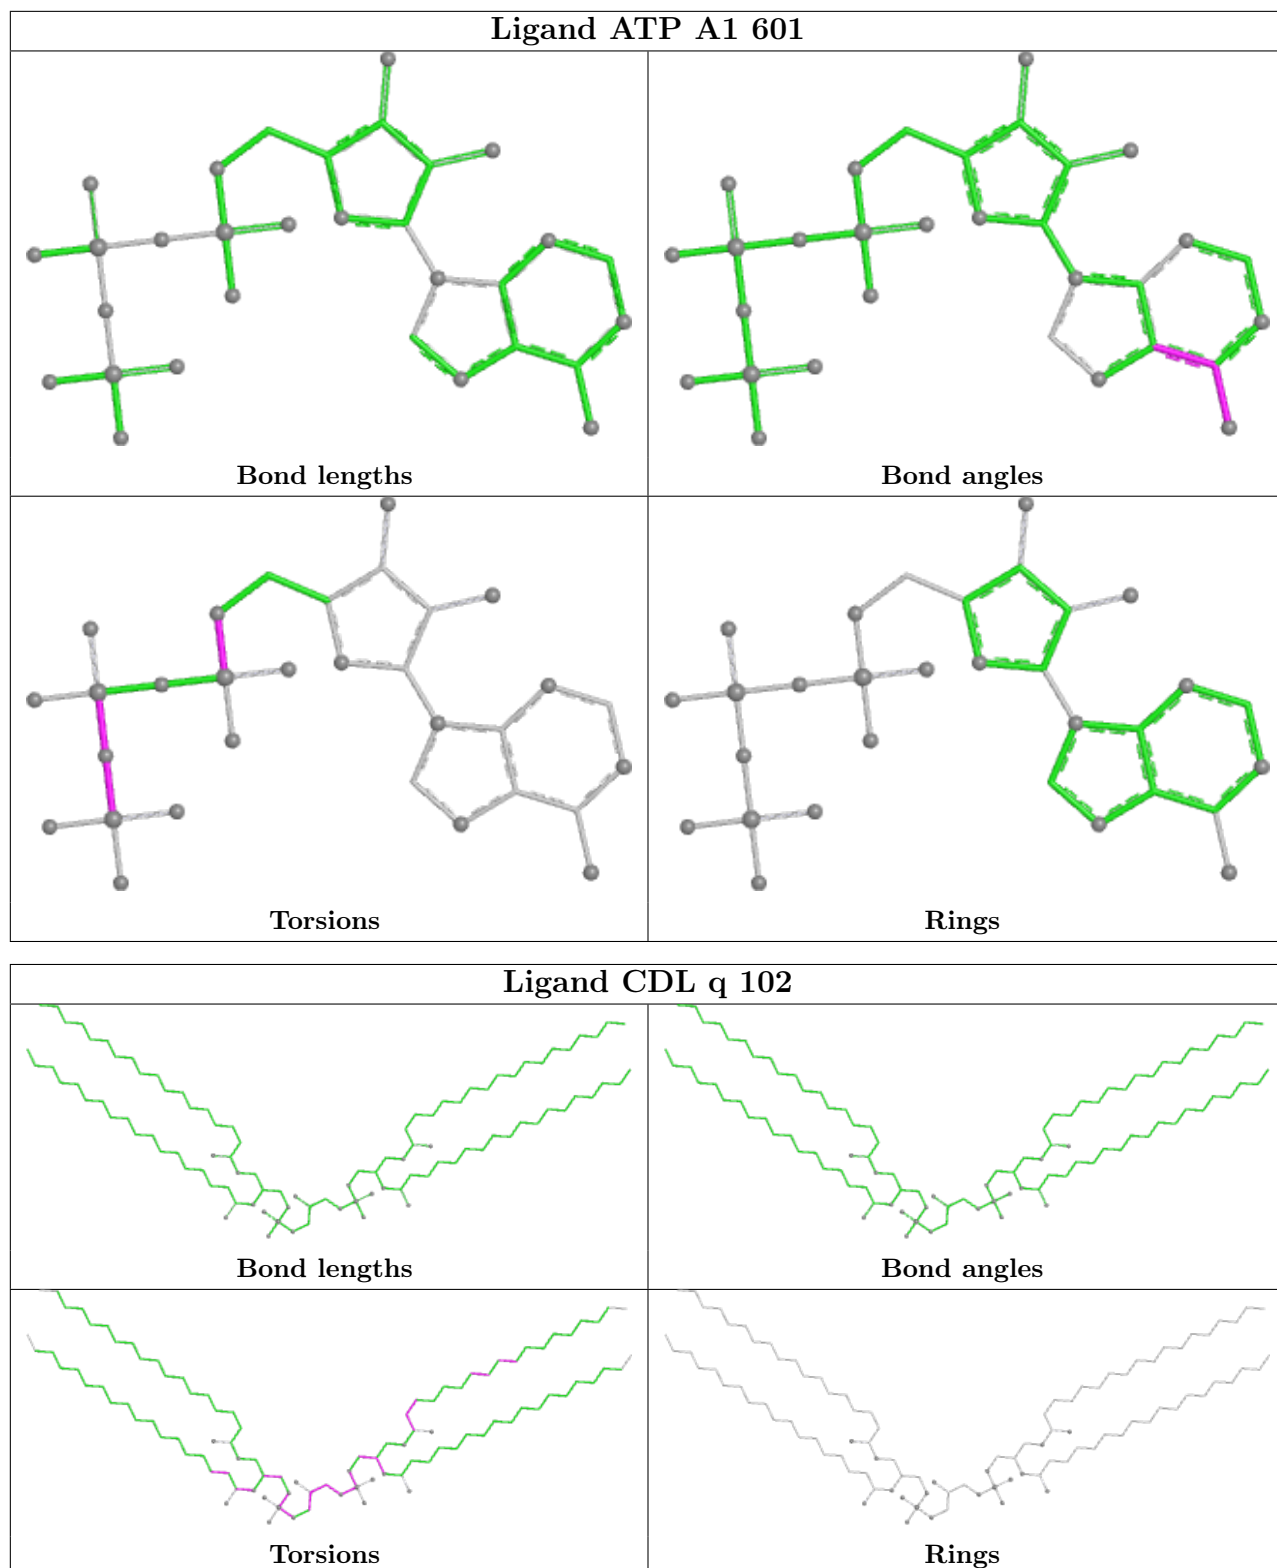 Ligand ATP A1 601
Bond lengths
Bond angles
Torsions
Rings
Ligand CDL q 102
Bond lengths
Bond angles
Torsions
Rings